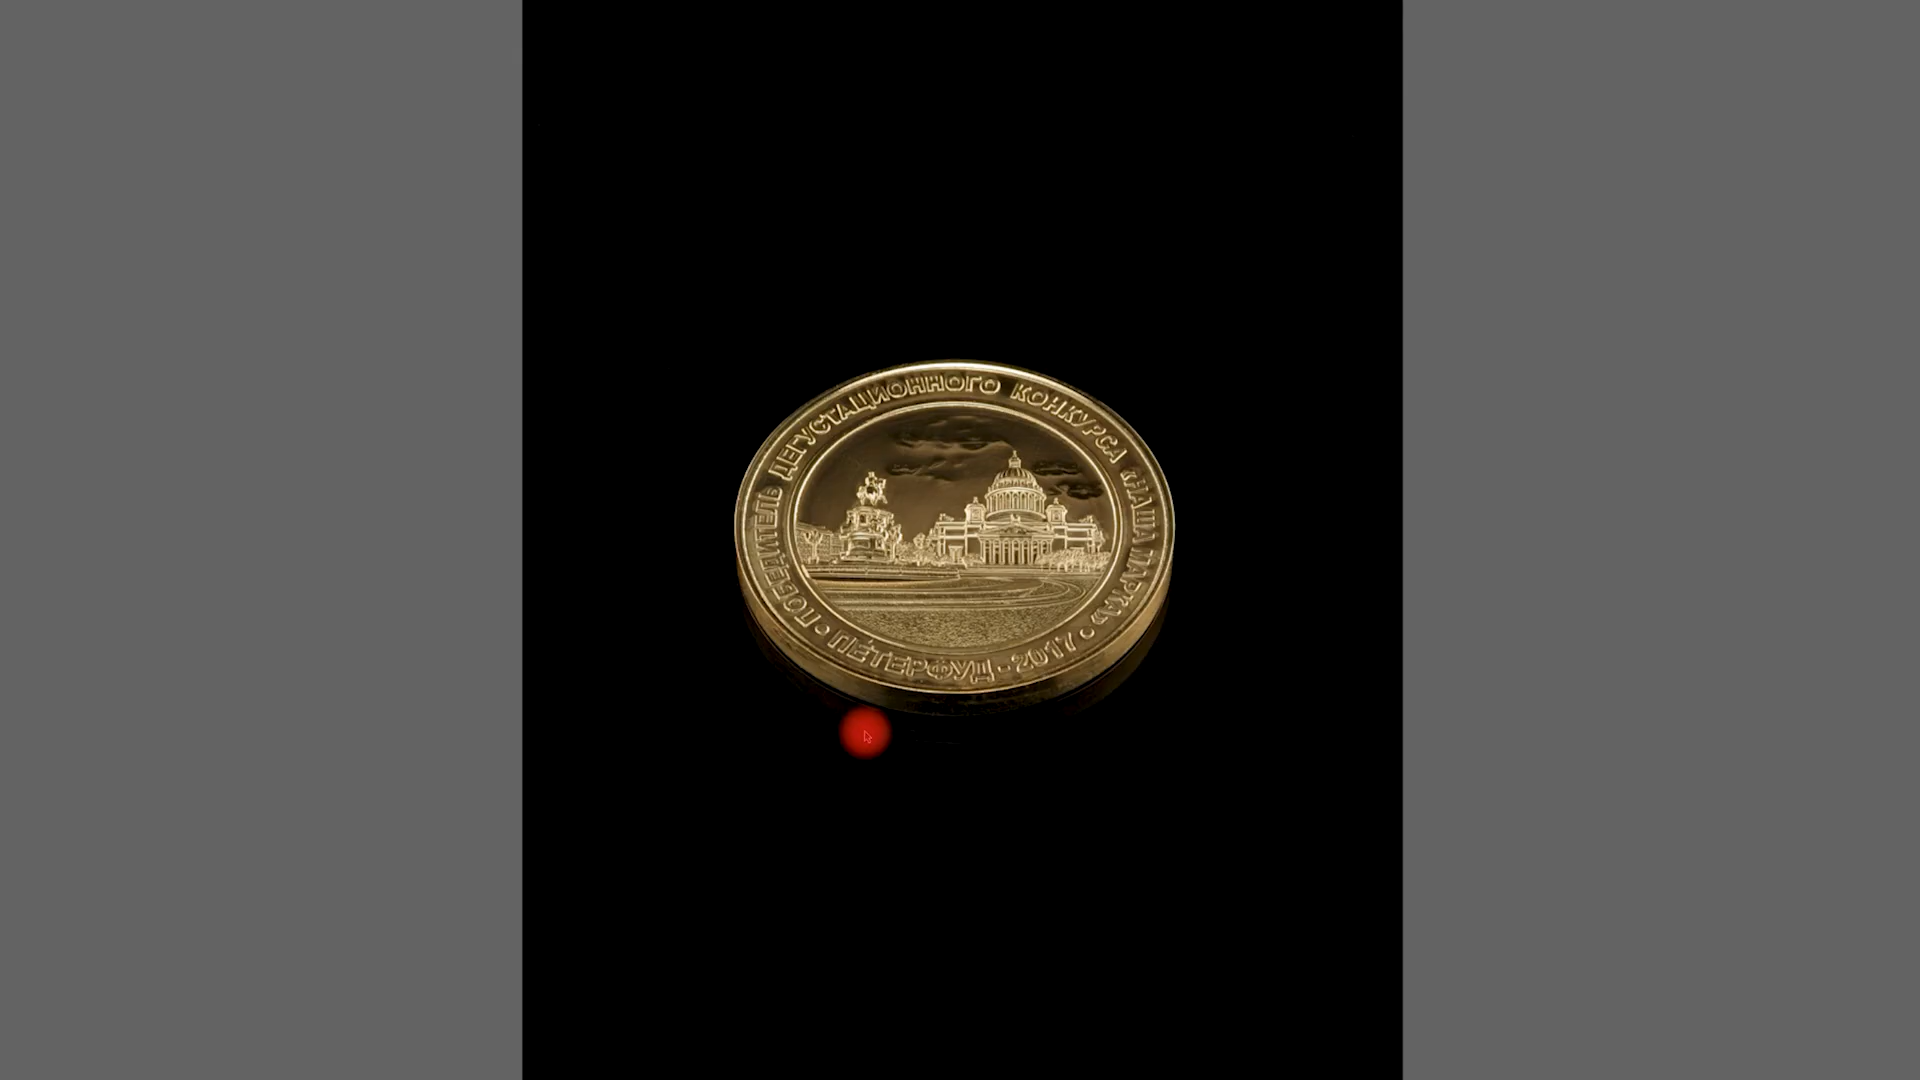 ПОБЕДИТЕЛЬ ДЕГУСТАЦИОННОГО КОНКУРСА «НАША МАРКА»
• ПЕТЕРФУД - 2017 •